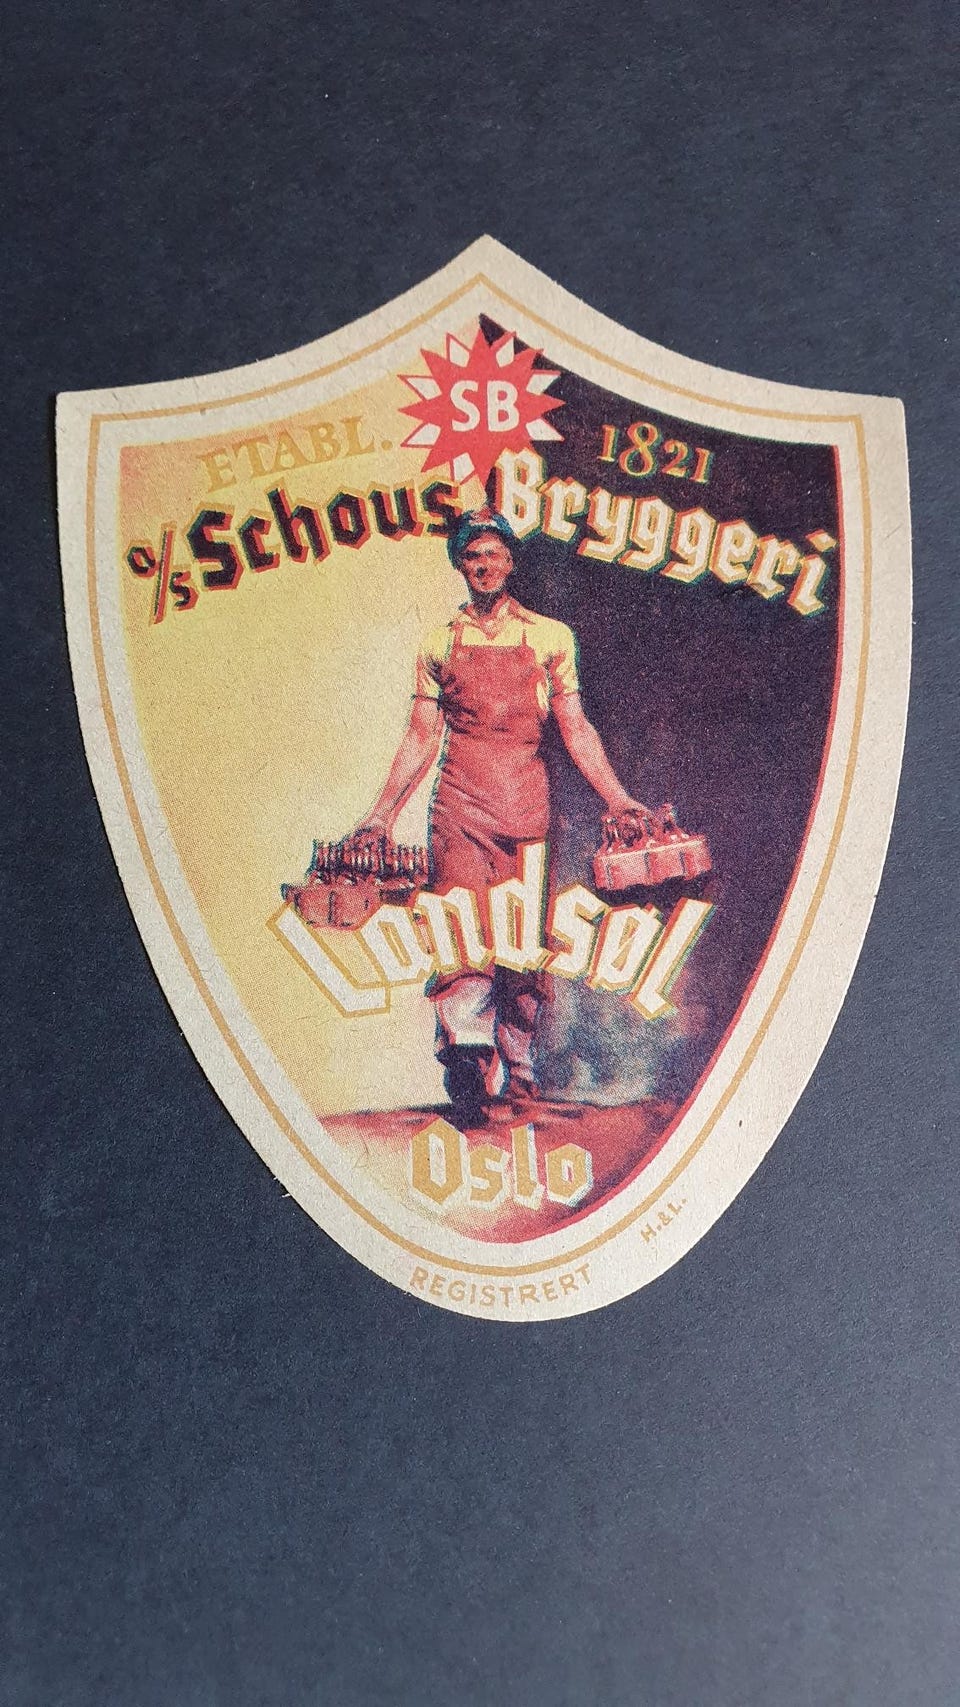 SB
ETABL. 1821
A/S Schous Bryggeri
Landsøl
Oslo
H.&L.
REGISTRERT